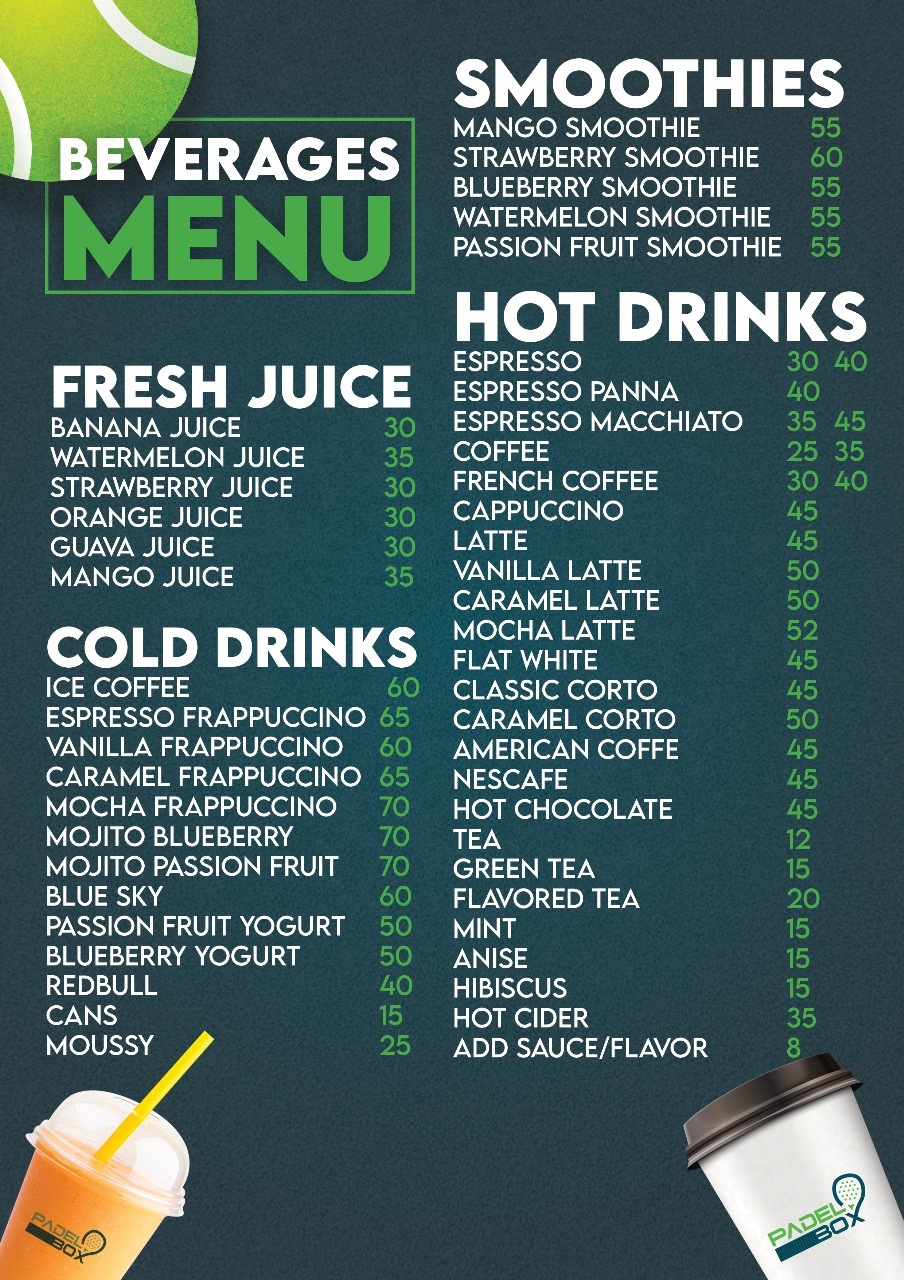 BEVERAGES
MENU
FRESH JUICE
BANANA JUICE 30
WATERMELON JUICE 35
STRAWBERRY JUICE 30
ORANGE JUICE 30
GUAVA JUICE 30
MANGO JUICE 35
COLD DRINKS
ICE COFFEE 60
ESPRESSO FRAPPUCCINO 65
VANILLA FRAPPUCCINO 60
CARAMEL FRAPPUCCINO 65
MOCHA FRAPPUCCINO 70
MOJITO BLUEBERRY 70
MOJITO PASSION FRUIT 70
BLUE SKY 60
PASSION FRUIT YOGURT 50
BLUEBERRY YOGURT 50
REDBULL 40
CANS 15
MOUSSY 25
PADEL
BOX
SMOOTHIES
MANGO SMOOTHIE 55
STRAWBERRY SMOOTHIE 60
BLUEBERRY SMOOTHIE 55
WATERMELON SMOOTHIE 55
PASSION FRUIT SMOOTHIE 55
HOT DRINKS
ESPRESSO 30 40
ESPRESSO PANNA 40
ESPRESSO MACCHIATO 35 45
COFFEE 25 35
FRENCH COFFEE 30 40
CAPPUCCINO 45
LATTE 45
VANILLA LATTE 50
CARAMEL LATTE 50
MOCHA LATTE 52
FLAT WHITE 45
CLASSIC CORTO 45
CARAMEL CORTO 50
AMERICAN COFFE 45
NESCAFE 45
HOT CHOCOLATE 45
TEA 12
GREEN TEA 15
FLAVORED TEA 20
MINT 15
ANISE 15
HIBISCUS 15
HOT CIDER 35
ADD SAUCE/FLAVOR 8
PADEL
BOX